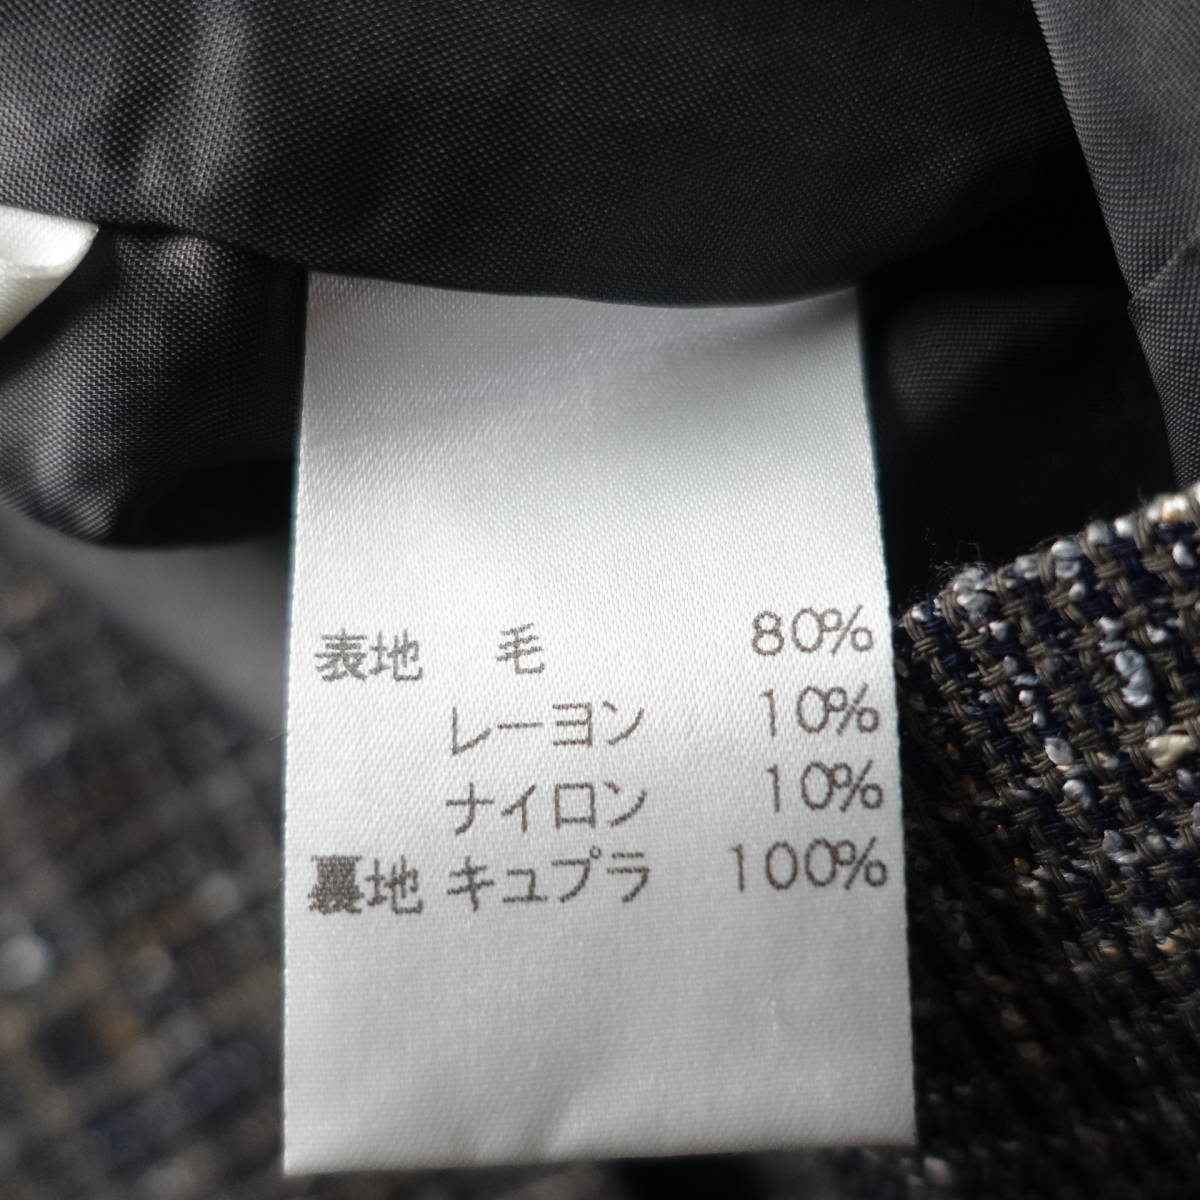 表地 毛 80%
レーヨン 10%
ナイロン 10%
裏地 キュプラ 100%